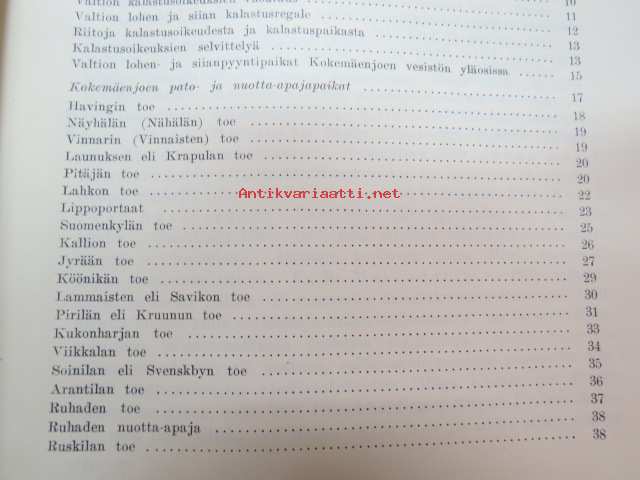 Valtion kalastusoikeuksien 10
Valtion lohen ja siian kalastusregale 11
Riitoja kalastusoikeudesta ja kalastuspaikasta 12
Kalastusoikeuksien selvittelyä 13
Valtion lohen- ja siianpyyntipaikat Kokemäenjoen vesistön yläosissa 13
15
Kokemäenjoen pato- ja nuotta-apajapaikat 17
Havingin toe 18
Näyhälän (Nähälän) toe 19
Vinnarin (Vinnaisten) toe 19
Launuksen eli Krapulan toe 20
Pitäjän toe 20
Lahkon toe 22
Antikvariaatti.net
Lippoportaat 23
Suomenkylän toe 25
Kallion toe 26
Jyrään toe 27
Köönikän toe 29
Lammaisten eli Savikon toe 30
Pirilän eli Kruunun toe 31
Kukonharjan toe 33
Viikkalan toe 34
Soinilan eli Svenskbyn toe 35
Arantilan toe 36
Ruhaden toe 37
Ruhaden nuotta-apaja 38
Ruskilan toe 38